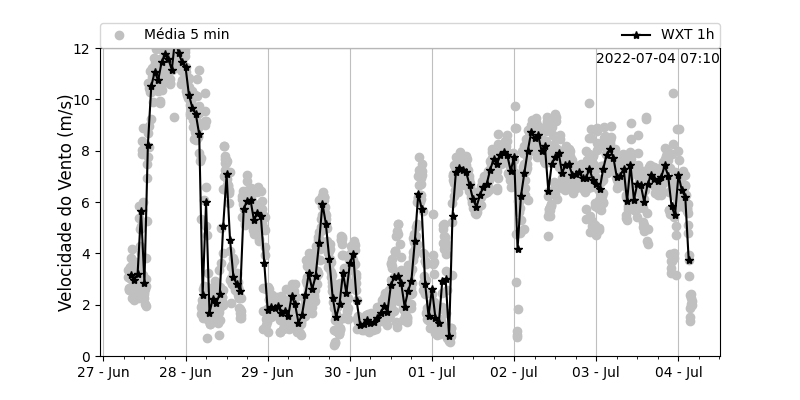 Média 5 min
WXT 1h
2022-07-04 07:10
Velocidade do Vento (m/s)
12
10
8
6
4
2
0
27 - Jun
28 - Jun
29 - Jun
30 - Jun
01 - Jul
02 - Jul
03 - Jul
04 - Jul